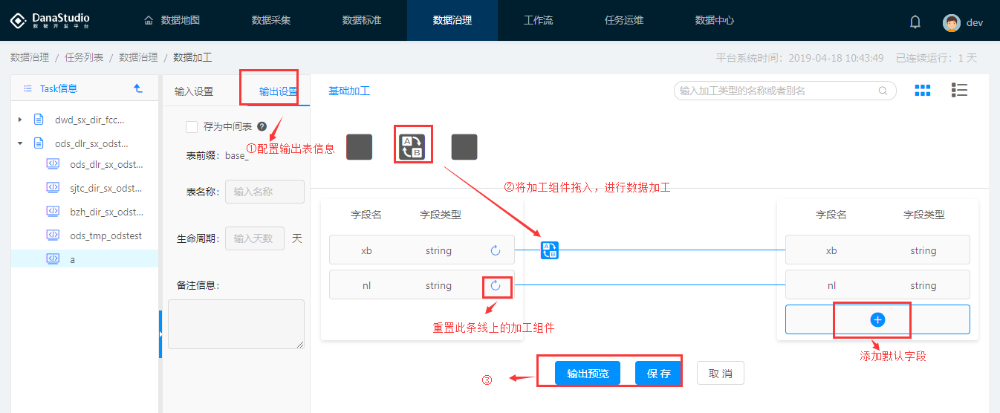 DanaStudio
数智开发平台
数据地图
数据采集
数据标准
数据治理
工作流
任务运维
数据中心
dev
数据治理 / 任务列表 / 数据治理 / 数据加工
平台系统时间：2019-04-18 10:43:49 已连续运行：1 天
Task信息
dwd_sx_dir_fcc...
ods_dlr_sx_odst...
ods_dlr_sx_odst...
sjtc_dir_sx_odst...
bzh_dir_sx_odst...
ods_tmp_odstest
a
输入设置
输出设置
存为中间表 ?
①配置输出表信息
表前缀： base_
表名称： 输入名称
生命周期： 输入天数 天
备注信息：
基础加工
输入加工类型的名称或者别名
A
B
②将加工组件拖入，进行数据加工
字段名 字段类型
xb string
nl string
重置此条线上的加工组件
A
B
字段名 字段类型
xb string
nl string
添加默认字段
③
输出预览
保 存
取 消